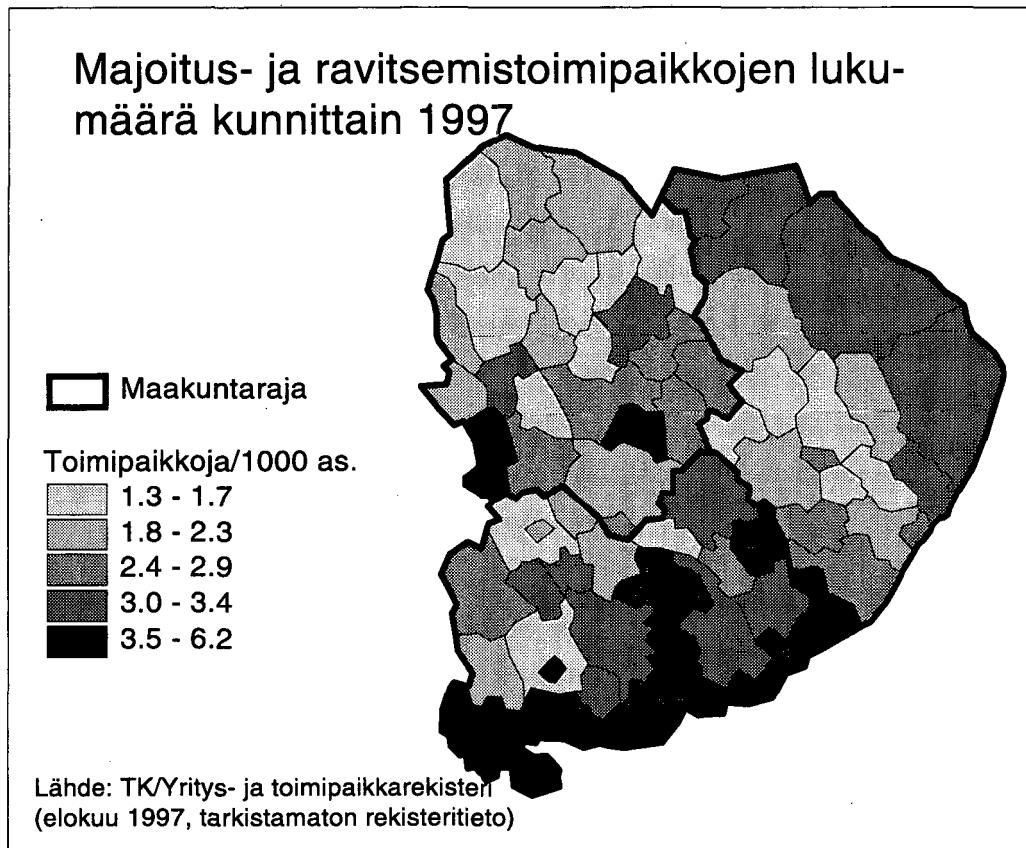 Majoitus- ja ravitsemistoimipaikkojen luku-
määrä kunnittain 1997
Maakuntaraja
Toimipaikkoja/1000 as.
1.3 - 1.7
1.8 - 2.3
2.4 - 2.9
3.0 - 3.4
3.5 - 6.2
Lähde: TK/Yritys- ja toimipaikkarekisteri
(elokuu 1997, tarkistamaton rekisteritieto)